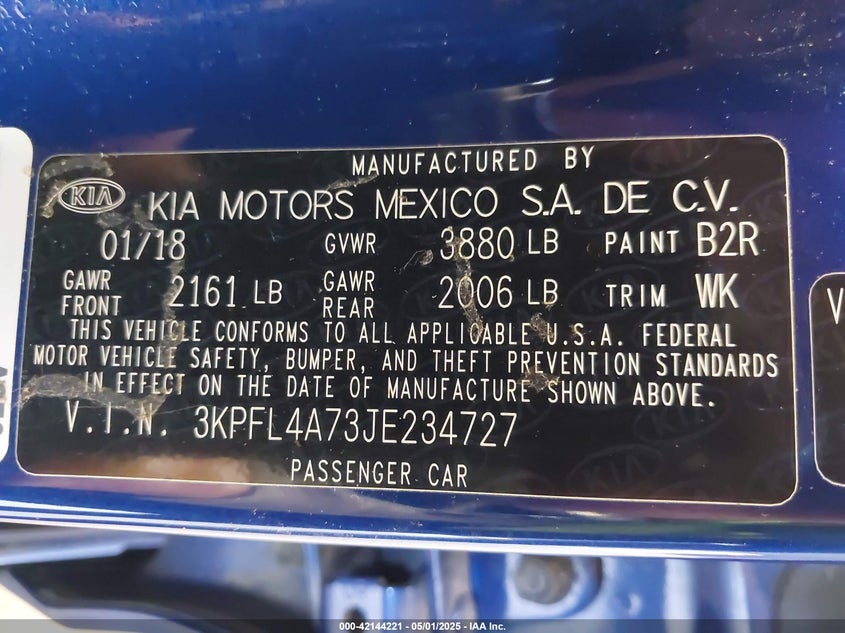 MANUFACTURED BY
KIA KIA MOTORS MEXICO S.A. DE C.V.
01/18 GVWR 3880 LB PAINT B2R
GAWR FRONT 2161 LB GAWR REAR 2006 LB TRIM WK
THIS VEHICLE CONFORMS TO ALL APPLICABLE U.S.A. FEDERAL
MOTOR VEHICLE SAFETY, BUMPER, AND THEFT PREVENTION STANDARDS
IN EFFECT ON THE DATE OF MANUFACTURE SHOWN ABOVE.
V.I.N. 3KPFL4A73JE234727
PASSENGER CAR
V
000-42144221 - 05/01/2025 - IAA Inc.